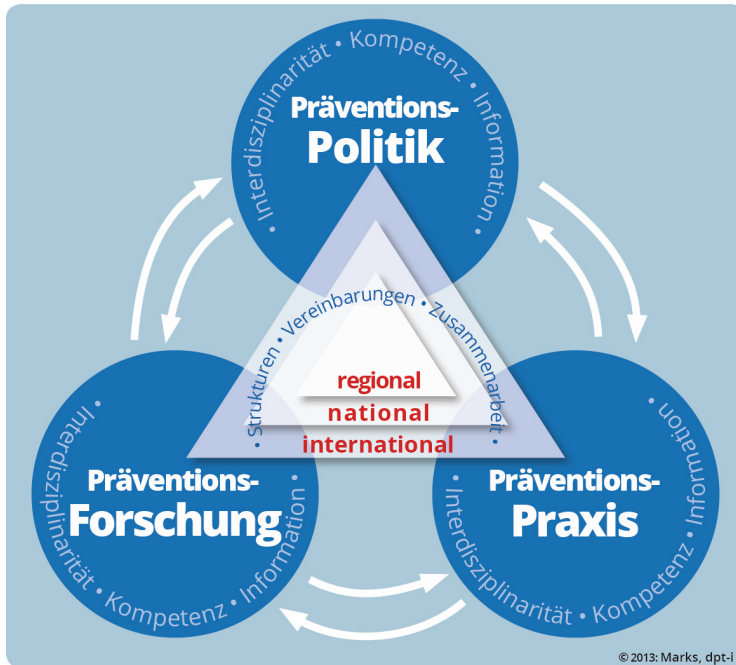 • Interdisziplinarität • Kompetenz • Information •
Präventions-
Politik
• Strukturen • Vereinbarungen • Zusammenarbeit •
regional
national
international
Präventions-
Forschung
• Interdisziplinarität • Kompetenz • Information •
Präventions-
Praxis
• Interdisziplinarität • Kompetenz • Information •
© 2013: Marks, dpt-i